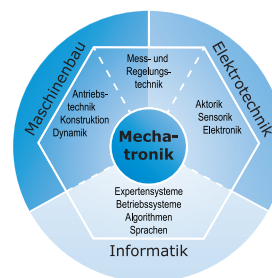 Maschinenbau
Elektrotechnik
Mess- und
Regelungs-
technik
Antriebs-
technik
Konstruktion
Dynamik
Aktorik
Sensorik
Elektronik
Mecha-
tronik
Expertensysteme
Betriebssysteme
Algorithmen
Sprachen
Informatik